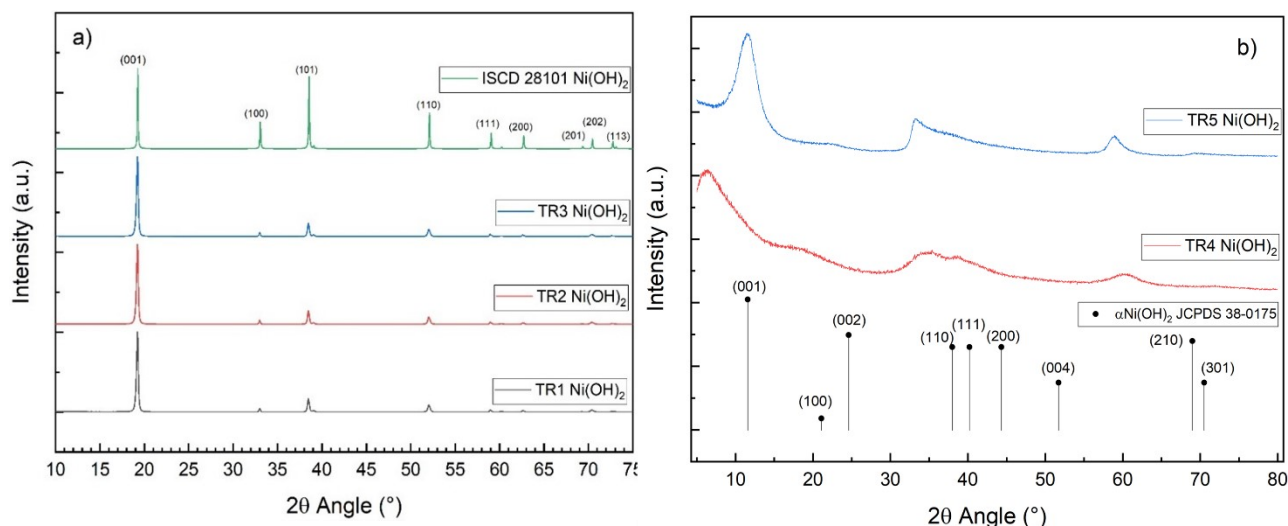 a)
(001)
(101)
ISCD 28101 Ni(OH)2
(100)
(110)
(111)
(200)
(201)
(202)
(113)
TR3 Ni(OH)2
TR2 Ni(OH)2
TR1 Ni(OH)2
Intensity (a.u.)
10 15 20 25 30 35 40 45 50 55 60 65 70 75
2θ Angle (°)
b)
TR5 Ni(OH)2
TR4 Ni(OH)2
αNi(OH)2 JCPDS 38-0175
(001)
(002)
(100)
(110)
(111)
(200)
(004)
(210)
(301)
Intensity (a.u.)
10 20 30 40 50 60 70 80
2θ Angle (°)